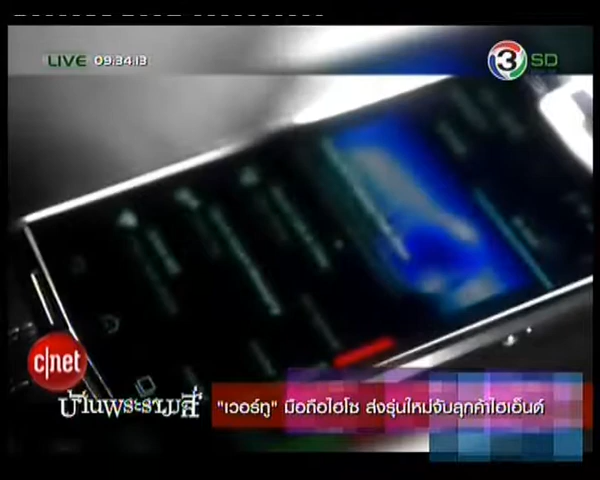 LIVE 09:34:13
3 SD
c|net
บ้านพระรามสี่
"เวอร์ทู" มือถือไฮโซ ส่งรุ่นใหม่จับลูกค้าไฮเอ็นด์